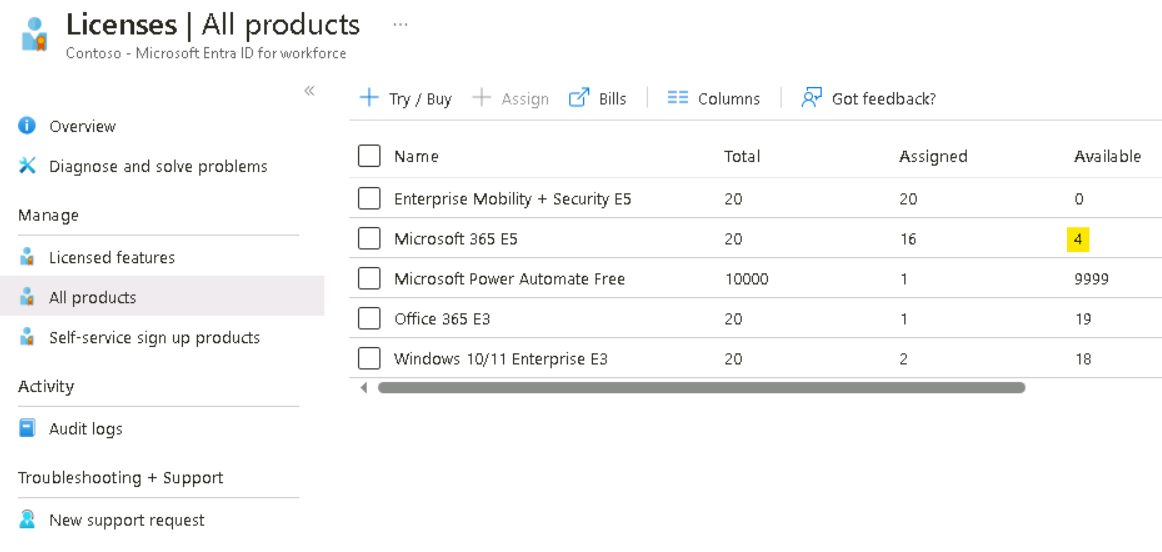 Licenses | All products ...
Contoso - Microsoft Entra ID for workforce
«
Overview
Diagnose and solve problems
Manage
Licensed features
All products
Self-service sign up products
Activity
Audit logs
Troubleshooting + Support
New support request
Try / Buy Assign Bills Columns Got feedback?
Name Total Assigned Available
Enterprise Mobility + Security E5 20 20 0
Microsoft 365 E5 20 16 4
Microsoft Power Automate Free 10000 1 9999
Office 365 E3 20 1 19
Windows 10/11 Enterprise E3 20 2 18